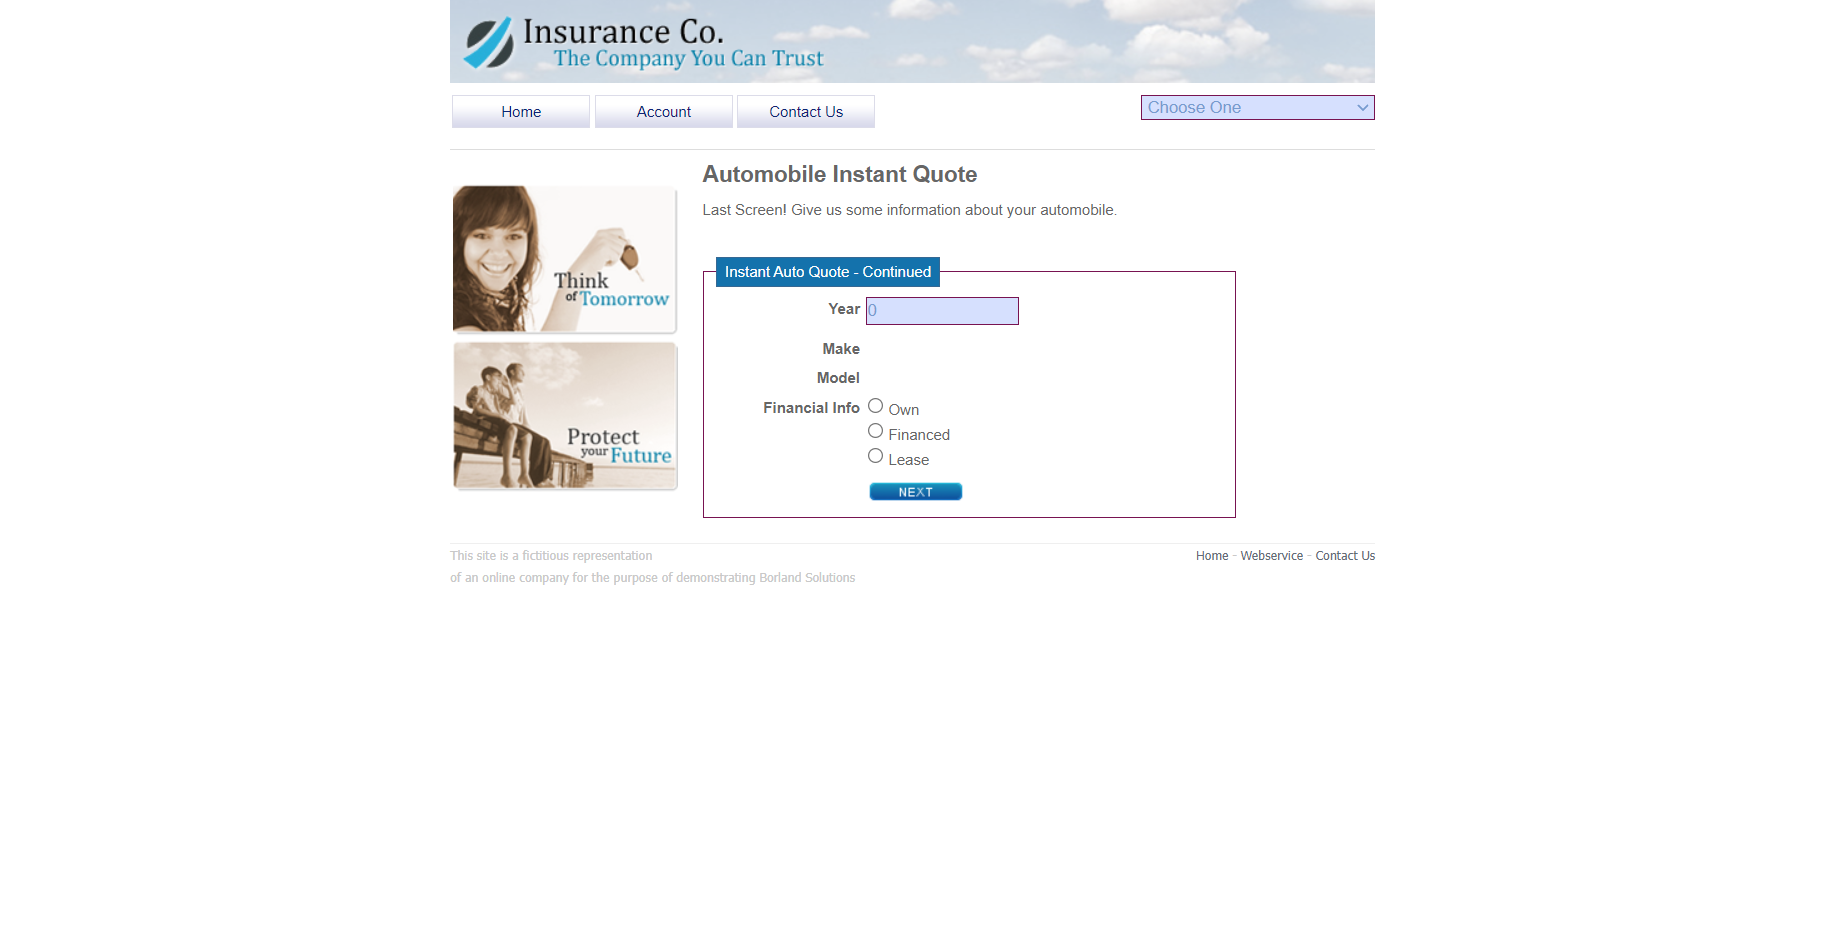 Insurance Co.
The Company You Can Trust
Home
Account
Contact Us
Choose One
Automobile Instant Quote
Last Screen! Give us some information about your automobile.
Think
of Tomorrow
Protect
your Future
Instant Auto Quote - Continued
Year 0
Make
Model
Financial Info Own
Financed
Lease
NEXT
This site is a fictitious representation
of an online company for the purpose of demonstrating Borland Solutions
Home - Webservice - Contact Us